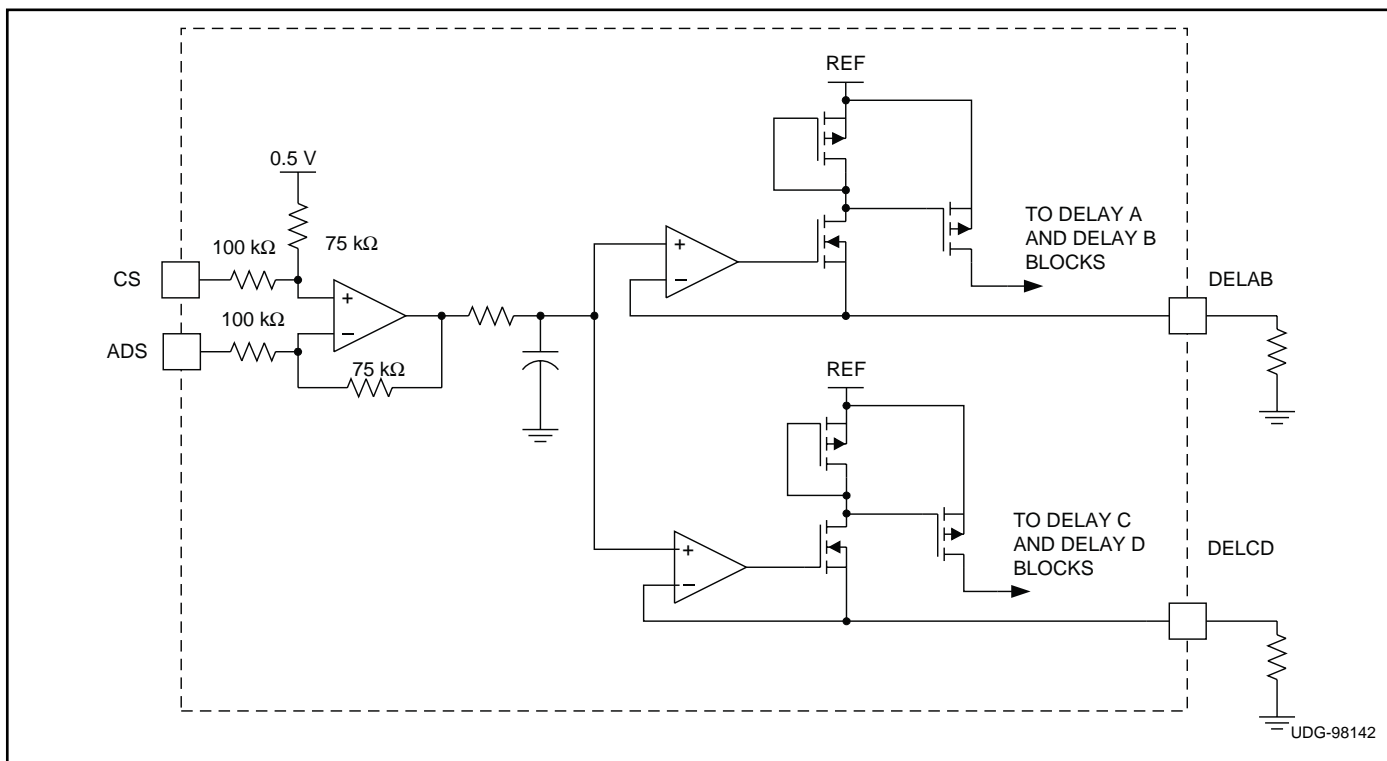 REF
0.5 V
75 kΩ
100 kΩ
CS
100 kΩ
ADS
75 kΩ
TO DELAY A
AND DELAY B
BLOCKS
DELAB
REF
TO DELAY C
AND DELAY D
BLOCKS
DELCD
UDG-98142